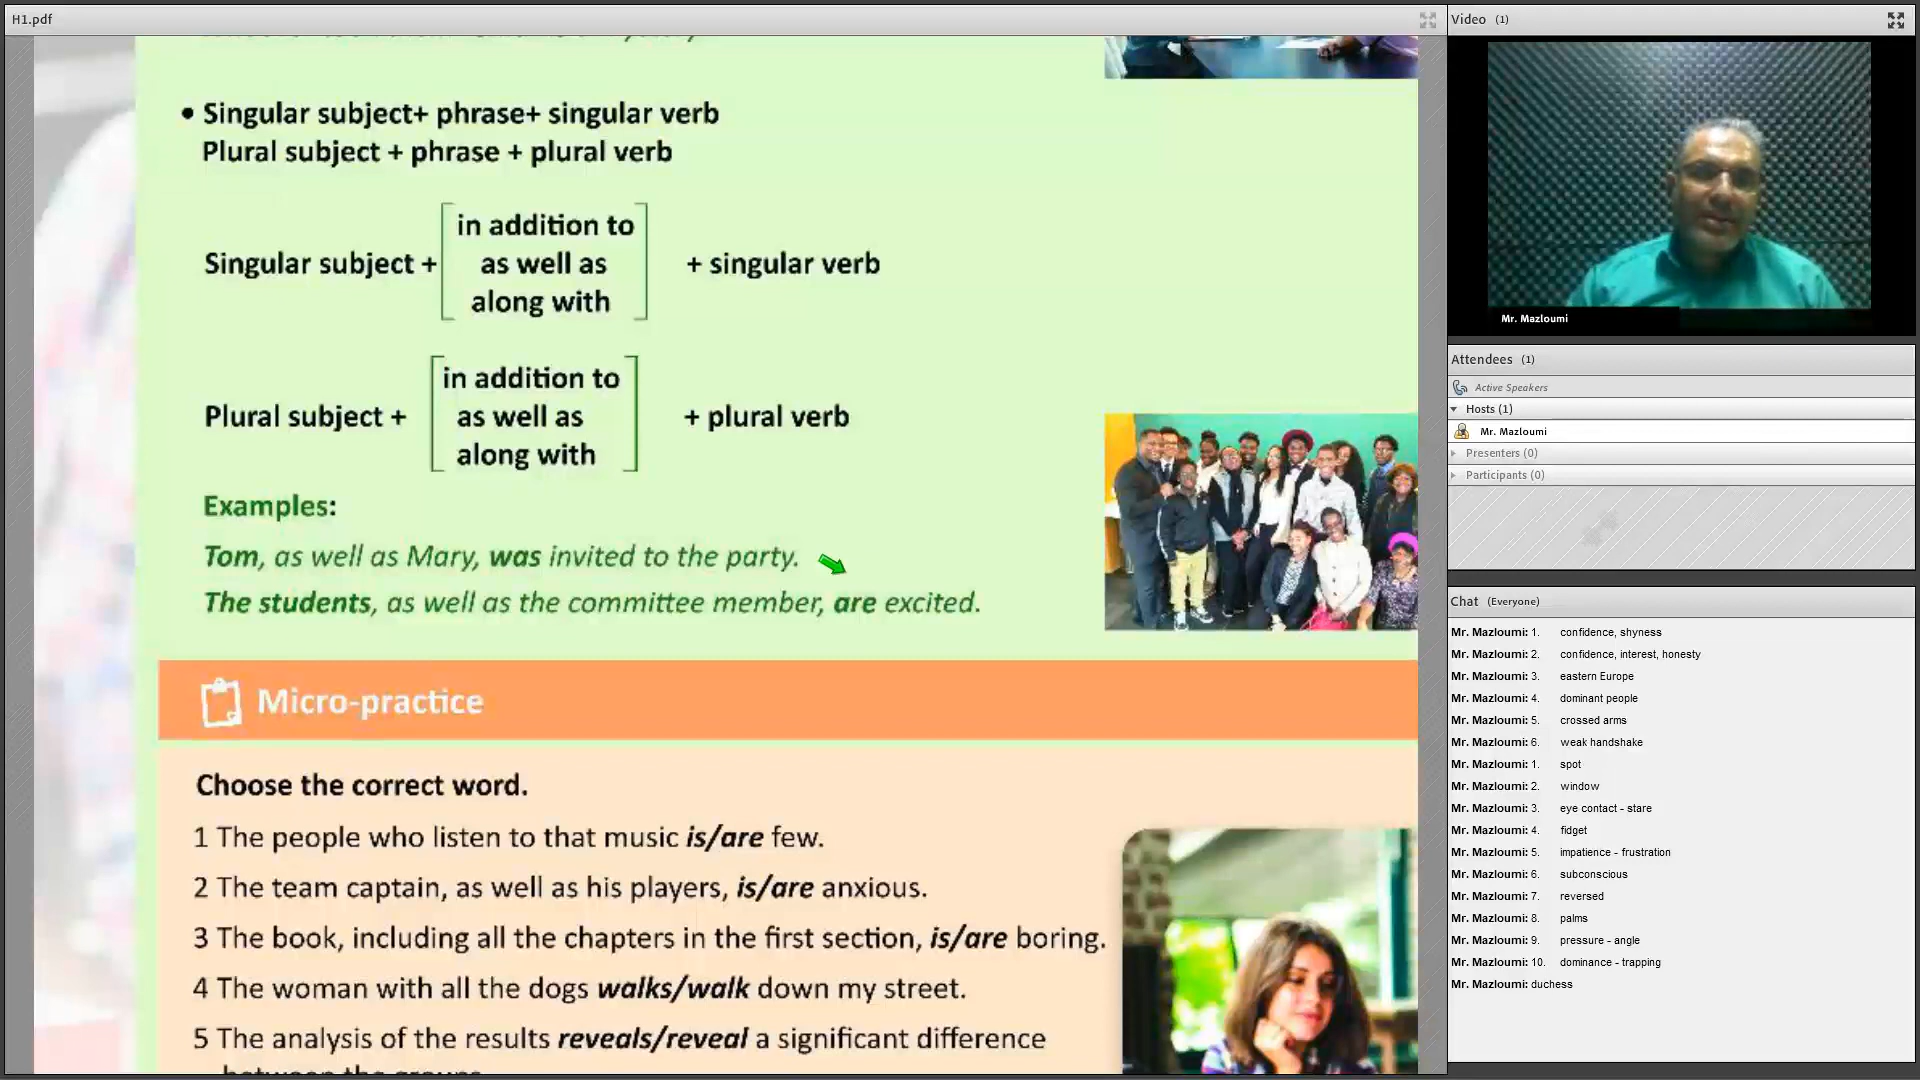 H1.pdf
• Singular subject+ phrase+ singular verb
Plural subject + phrase + plural verb
in addition to
Singular subject + as well as + singular verb
along with
in addition to
Plural subject + as well as + plural verb
along with
Examples:
Tom, as well as Mary, was invited to the party.
The students, as well as the committee member, are excited.
Micro-practice
Choose the correct word.
1 The people who listen to that music is/are few.
2 The team captain, as well as his players, is/are anxious.
3 The book, including all the chapters in the first section, is/are boring.
4 The woman with all the dogs walks/walk down my street.
5 The analysis of the results reveals/reveal a significant difference
Video (1)
Mr. Mazloumi
Attendees (1)
Active Speakers
Hosts (1)
Mr. Mazloumi
Presenters (0)
Participants (0)
Chat (Everyone)
Mr. Mazloumi: 1. confidence, shyness
Mr. Mazloumi: 2. confidence, interest, honesty
Mr. Mazloumi: 3. eastern Europe
Mr. Mazloumi: 4. dominant people
Mr. Mazloumi: 5. crossed arms
Mr. Mazloumi: 6. weak handshake
Mr. Mazloumi: 1. spot
Mr. Mazloumi: 2. window
Mr. Mazloumi: 3. eye contact - stare
Mr. Mazloumi: 4. fidget
Mr. Mazloumi: 5. impatience - frustration
Mr. Mazloumi: 6. subconscious
Mr. Mazloumi: 7. reversed
Mr. Mazloumi: 8. palms
Mr. Mazloumi: 9. pressure - angle
Mr. Mazloumi: 10. dominance - trapping
Mr. Mazloumi: duchess